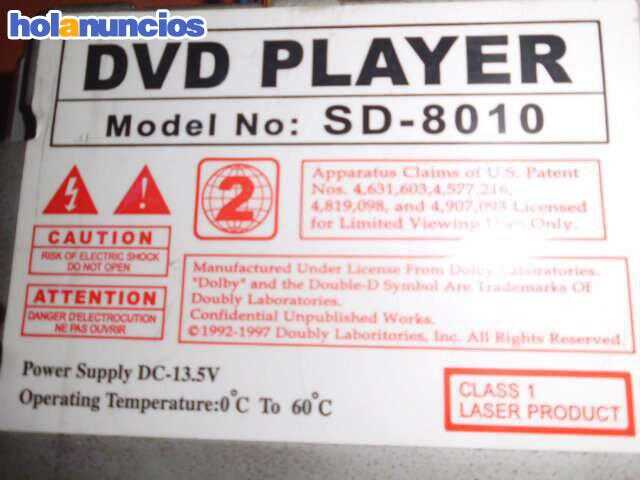 holanuncios
DVD PLAYER
Model No: SD-8010
2
Apparatus Claims of U.S. Patent
Nos. 4,631,603,4,577,216,
4,819,098, and 4,907,093 Licensed
for Limited Viewing Uses Only.
CAUTION
RISK OF ELECTRIC SHOCK
DO NOT OPEN
ATTENTION
DANGER D'ELECTROCUTION
NE PAS OUVRIR
Manufactured Under License From Dolby Laboratories.
"Dolby" and the Double-D Symbol Are Trademarks Of
Doubly Laboratories.
Confidential Unpublished Works.
©1992-1997 Doubly Laboritories, Inc. All Rights Reserved.
Power Supply DC-13.5V
Operating Temperature:0°C To 60°C
CLASS 1
LASER PRODUCT